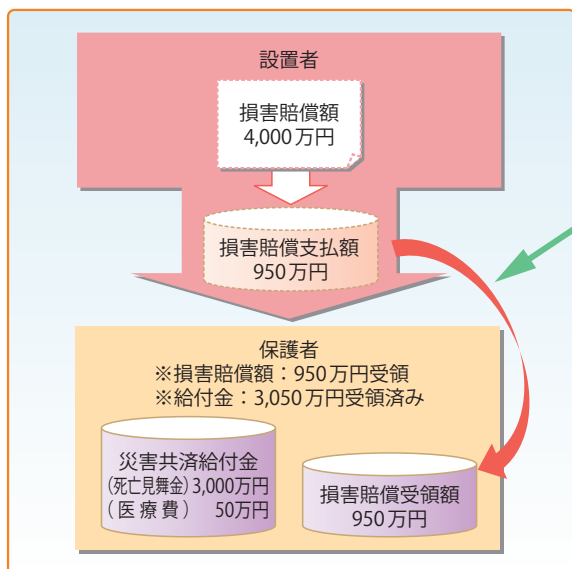 設置者
損害賠償額
4,000万円
損害賠償支払額
950万円
保護者
※損害賠償額：950万円受領
※給付金：3,050万円受領済み
災害共済給付金
(死亡見舞金) 3,000万円
(医療費) 50万円
損害賠償受領額
950万円